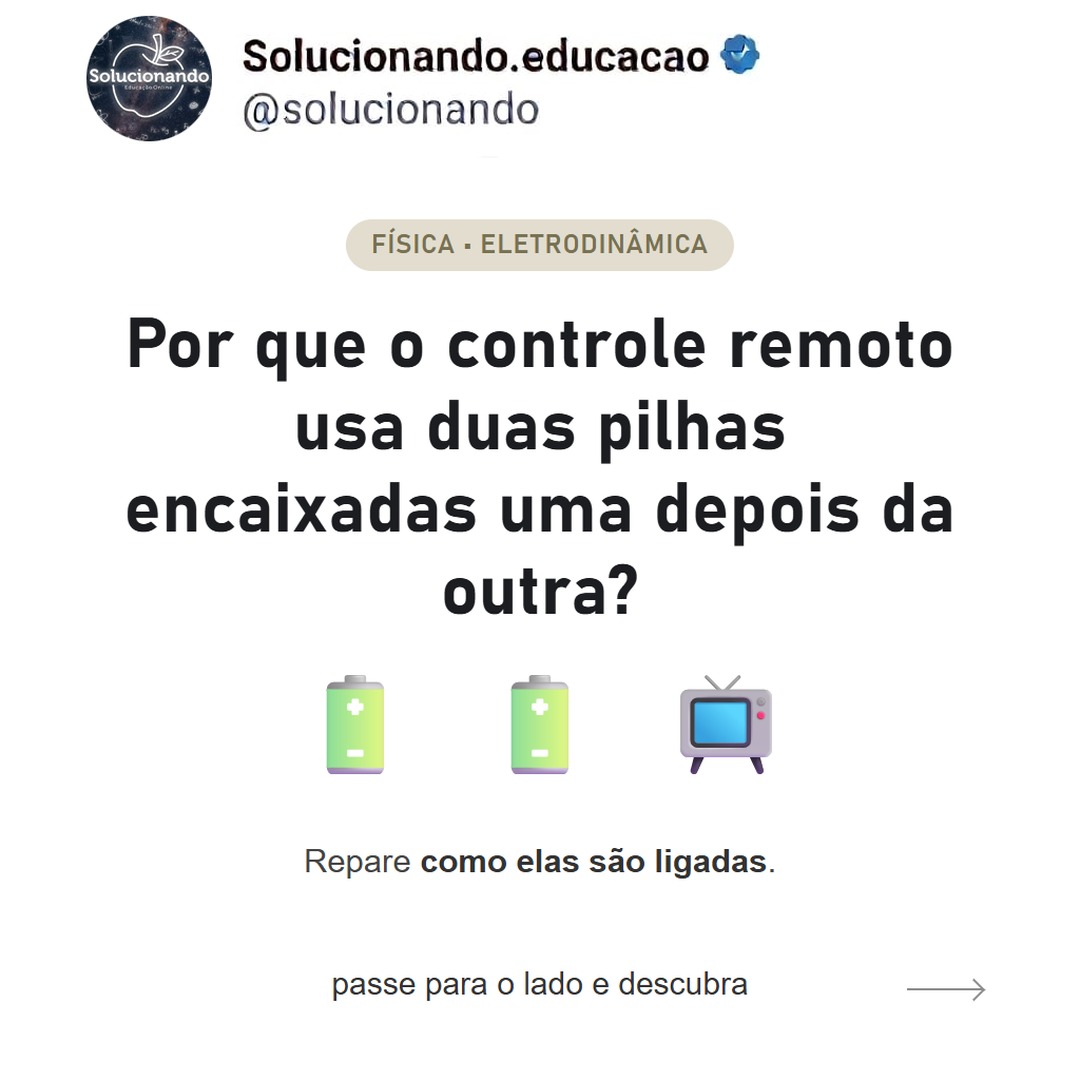 Solucionando
Educação Online
Solucionando.educacao
@solucionando
FÍSICA · ELETRODINÂMICA
Por que o controle remoto
usa duas pilhas
encaixadas uma depois da
outra?
Repare como elas são ligadas.
passe para o lado e descubra